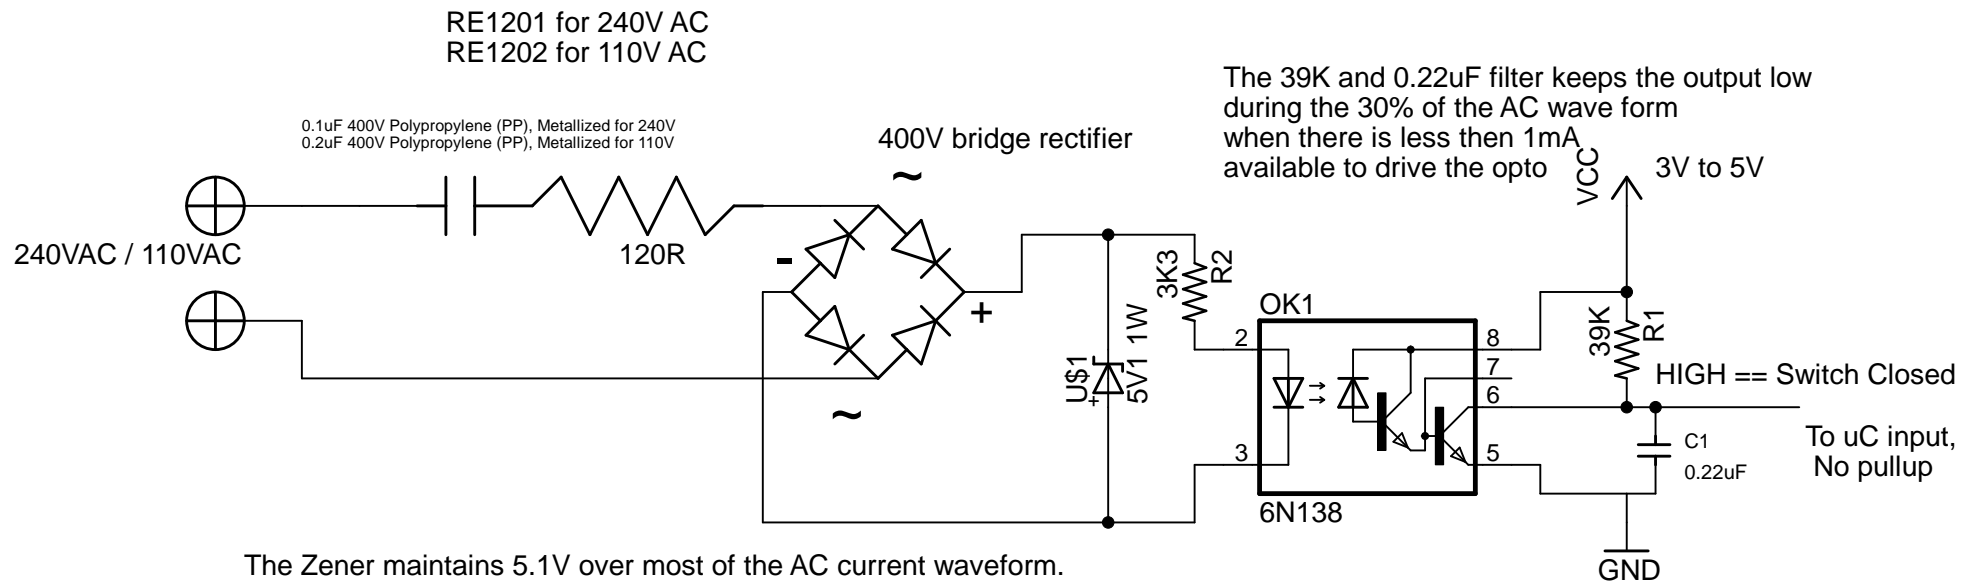 RE1201 for 240V AC
RE1202 for 110V AC
The 39K and 0.22uF filter keeps the output low
during the 30% of the AC wave form
when there is less then 1mA
available to drive the opto
0.1uF 400V Polypropylene (PP), Metallized for 240V
0.2uF 400V Polypropylene (PP), Metallized for 110V
400V bridge rectifier
~
VCC
3V to 5V
240VAC / 110VAC
120R
-
+
~
3K3
R2
U$1
+
5V1 1W
OK1
2
3
8
7
6
5
6N138
39K
R1
HIGH == Switch Closed
C1
0.22uF
To uC input,
No pullup
GND
The Zener maintains 5.1V over most of the AC current waveform.